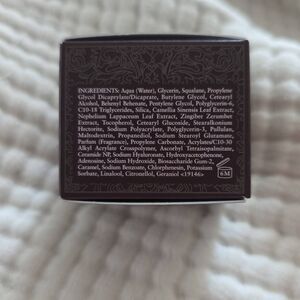 INGREDIENTS: Aqua (Water), Glycerin, Squalane, Propylene
Glycol Dicaprylate/Dicaprate, Butylene Glycol, Cetearyl
Alcohol, Behenyl Behenate, Pentylene Glycol, Polyglycerin-6,
C10-18 Triglycerides, Silica, Camellia Sinensis Leaf Extract,
Nephelium Lappaceum Leaf Extract, Zingiber Zerumbet
Extract, Tocopherol, Cetearyl Glucoside, Stearalkonium
Hectorite, Sodium Polyacrylate, Polyglycerin-3, Pullulan,
Maltodextrin, Propanediol, Sodium Stearoyl Glutamate,
Parfum (Fragrance), Propylene Carbonate, Acrylates/C10-30
Alkyl Acrylate Crosspolymer, Ascorbyl Tetraisopalmitate,
Ceramide NP, Sodium Hyaluronate, Hydroxyacetophenone,
Adenosine, Sodium Hydroxide, Biosaccharide Gum-2,
Caramel, Sodium Benzoate, Chlorphenesin, Potassium
Sorbate, Linalool, Citronellol, Geraniol <19146>
6M